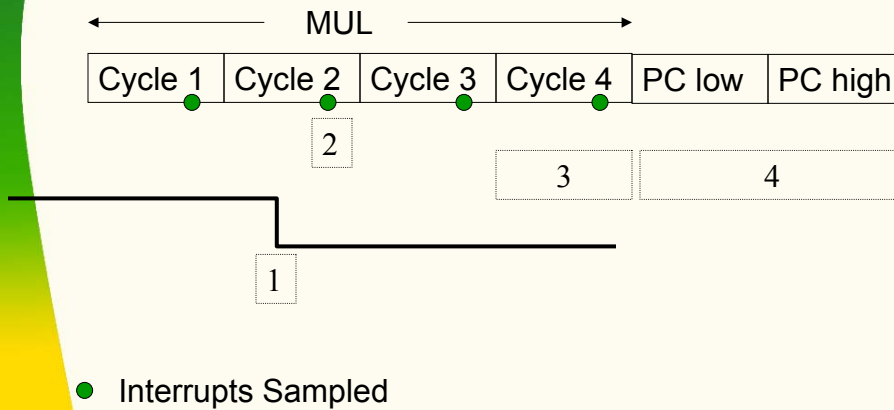 MUL
Cycle 1 Cycle 2 Cycle 3 Cycle 4 PC low PC high
2
3 4
1
Interrupts Sampled